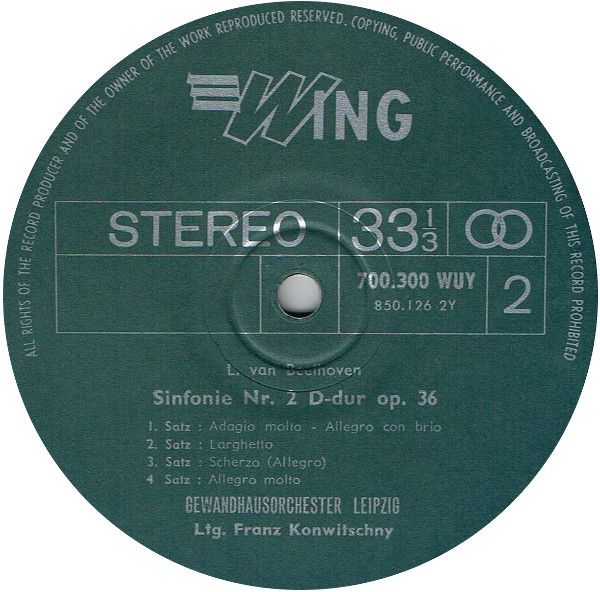 ALL RIGHTS OF THE RECORD PRODUCER AND OF THE OWNER OF THE WORK REPRODUCED RESERVED. COPYING, PUBLIC PERFORMANCE AND BROADCASTING OF THIS RECORD PROHIBITED
WING
STEREO 33 1/3
700.300 WUY
850.126 2Y
2
L. van Beethoven
Sinfonie Nr. 2 D-dur op. 36
1. Satz : Adagio molto - Allegro con brio
2. Satz : Larghetto
3. Satz : Scherzo (Allegro)
4 Satz : Allegro molto
GEWANDHAUSORCHESTER LEIPZIG
Ltg. Franz Konwitschny